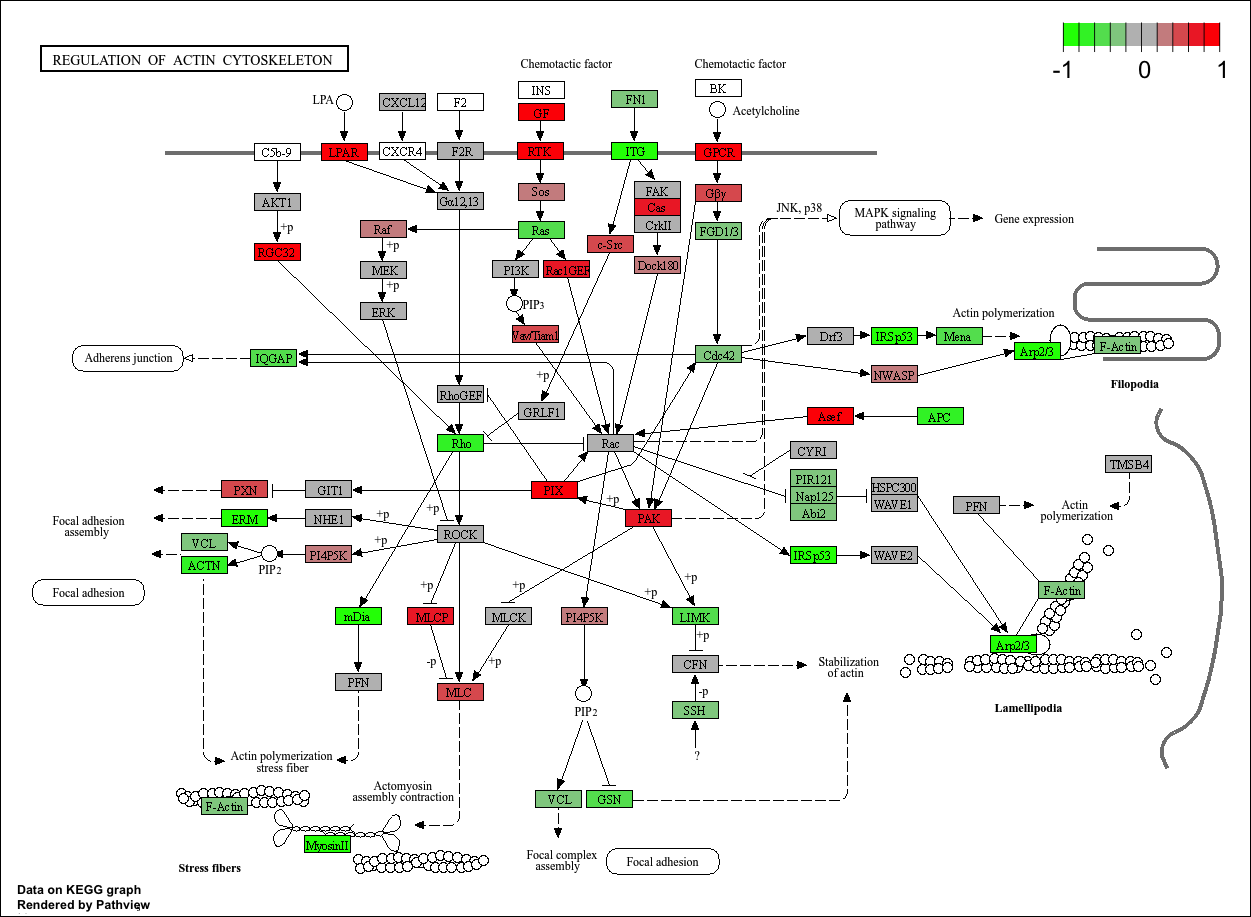 REGULATION OF ACTIN CYTOSKELETON
-1 0 1
Chemotactic factor
Chemotactic factor
LPA
CXCL12
F2
INS
GF
FN1
BK
Acetylcholine
C5b-9
LPAR
CXCR4
F2R
RTK
ITG
GPCR
AKT1
Gα12,13
Sos
FAK
Cas
CrkII
Gβγ
JNK, p38
MAPK signaling
pathway
Gene expression
+p
Raf
Ras
FGD1/3
RGC32
+p
c-Src
MEK
PI3K
Rac1GEF
Dock180
+p
ERK
PIP3
Vav/Tiam1
Actin polymerization
Drf3
IRSp53
Mena
Arp2/3
F-Actin
Adherens junction
IQGAP
Cdc42
NWASP
Filopodia
+p
RhoGEF
GRLF1
Asef
APC
Rho
Rac
CYRI
TMSB4
PXN
GIT1
PIX
PIR121
Nap125
Abi2
HSPC300
WAVE1
PFN
Actin
polymerization
+p
+p
Focal adhesion
assembly
ERM
NHE1
+p
PAK
ROCK
VCL
ACTN
PIP2
PI4P5K
+p
IRSp53
WAVE2
Focal adhesion
+p
+p
+p
+p
F-Actin
mDia
MLCP
MLCK
PI4P5K
LIMK
+p
Arp2/3
-p
+p
CFN
Stabilization
of actin
PFN
MLC
-p
PIP2
SSH
Lamellipodia
?
Actin polymerization
stress fiber
Actomyosin
assembly contraction
F-Actin
VCL
GSN
MyosinII
Stress fibers
Focal complex
assembly
Focal adhesion
Data on KEGG graph
Rendered by Pathview